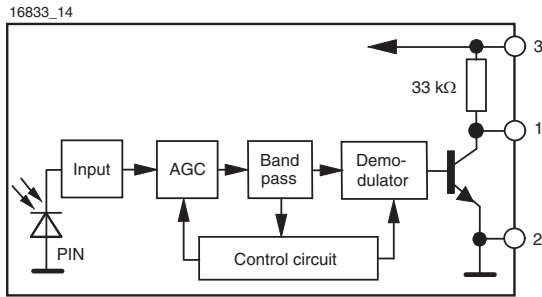 16833_14
3
33 kΩ
1
Input
AGC
Band
pass
Demo-
dulator
PIN
Control circuit
2